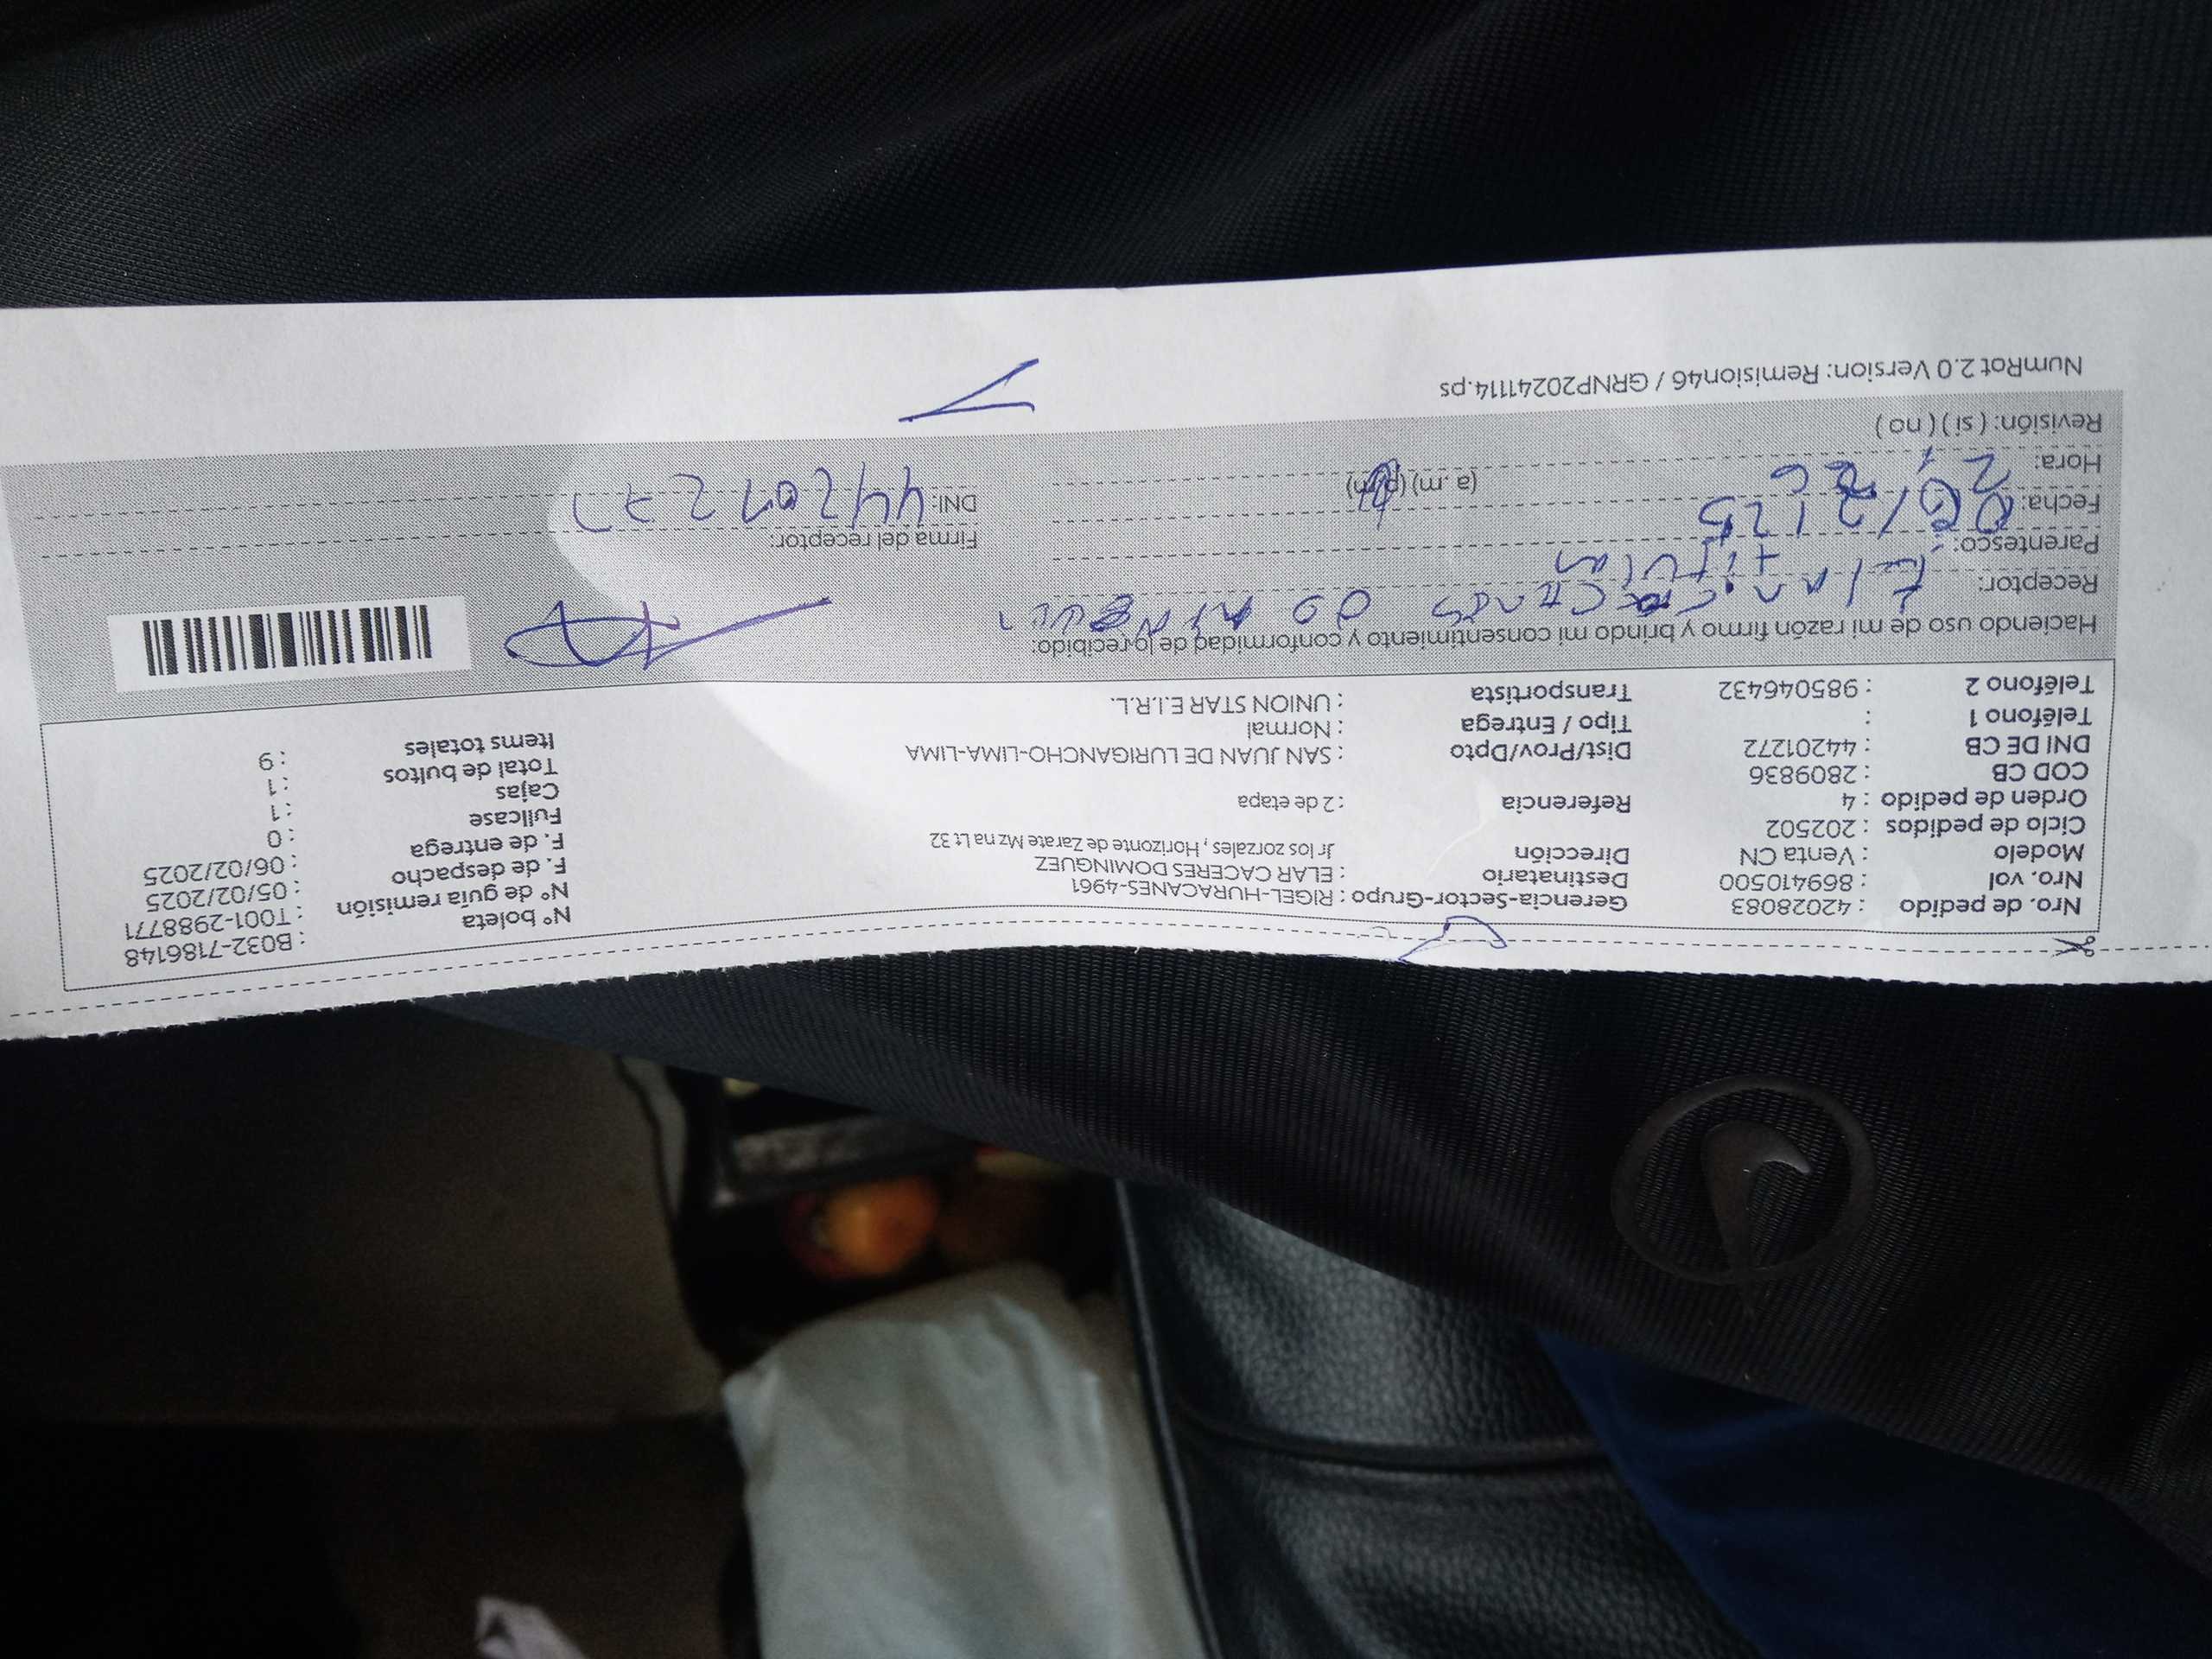 Nro. de pedido : 42028083 Gerencia-Sector-Grupo : RIGEL-HURACANES-4961 N° boleta : B032-7186148
Nro. vol : 869410500 Destinatario : ELAR CACERES DOMINGUEZ N° de guía remisión : T001-2988771
Modelo : Venta CN Dirección Jr los zorzales , Horizonte de Zarate Mz na Lt 32 F. de despacho : 05/02/2025
Ciclo de pedidos : 202502 F. de entrega : 06/02/2025
Orden de pedido : 4 Referencia : 2 de etapa Fullcase : 0
COD CB : 2809836 Cajas : 1
DNI DE CB : 44201272 Dist/Prov/Dpto : SAN JUAN DE LURIGANCHO-LIMA-LIMA Total de bultos : 1
Teléfono 1 : Tipo / Entrega : Normal Items totales : 9
Teléfono 2 : 985046432 Transportista : UNION STAR E.I.R.L.
Haciendo uso de mi razón firmo y brindo mi consentimiento y conformidad de lo recibido:
Receptor:
Parentesco: titular Firma del receptor:
Fecha: 06/2/25 DNI:
Hora: (a.m) (p.m)
Revisión: ( si ) ( no )
NumRot 2.0 Version: Remision46 / GRNP20241114.ps